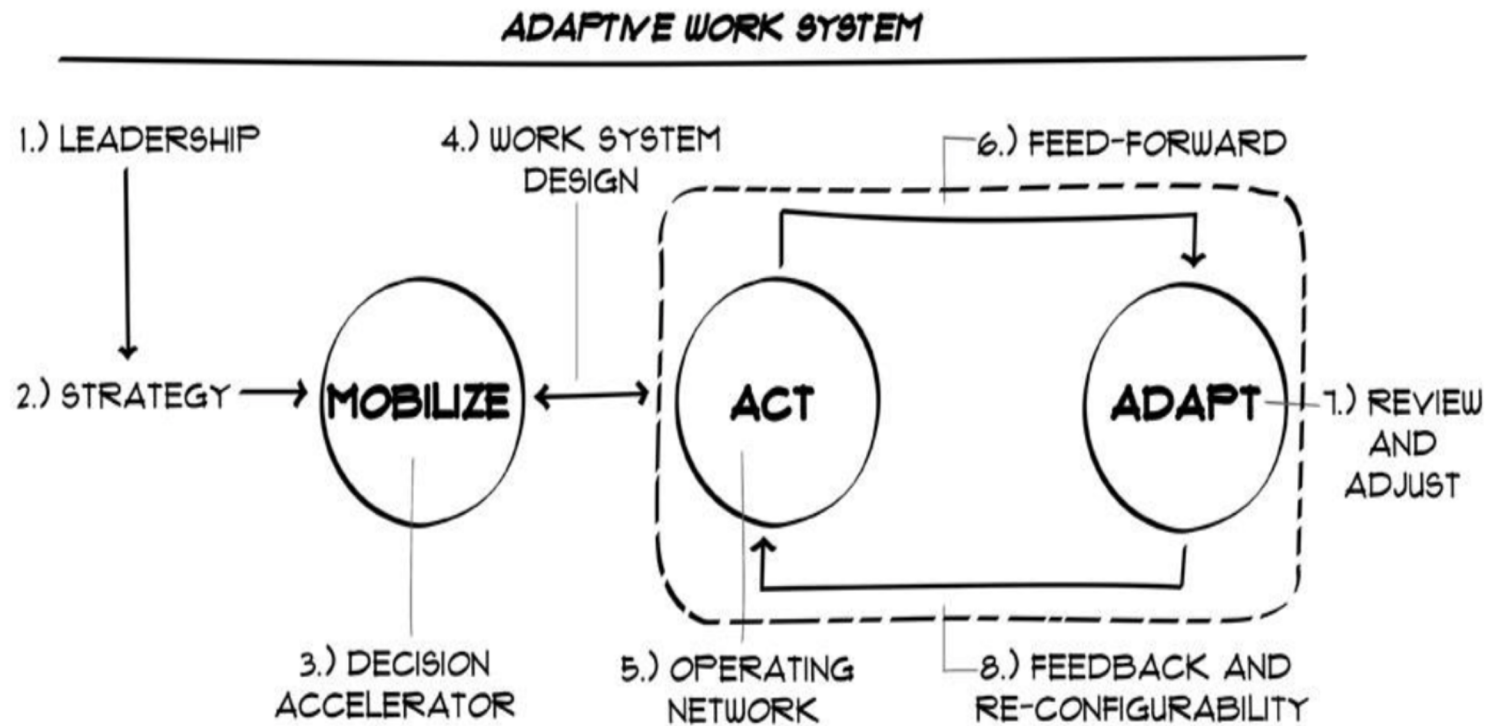 ADAPTIVE WORK SYSTEM
1.) LEADERSHIP
4.) WORK SYSTEM
DESIGN
6.) FEED-FORWARD
2.) STRATEGY
MOBILIZE
ACT
ADAPT
7.) REVIEW
AND
ADJUST
3.) DECISION
ACCELERATOR
5.) OPERATING
NETWORK
8.) FEEDBACK AND
RE-CONFIGURABILITY